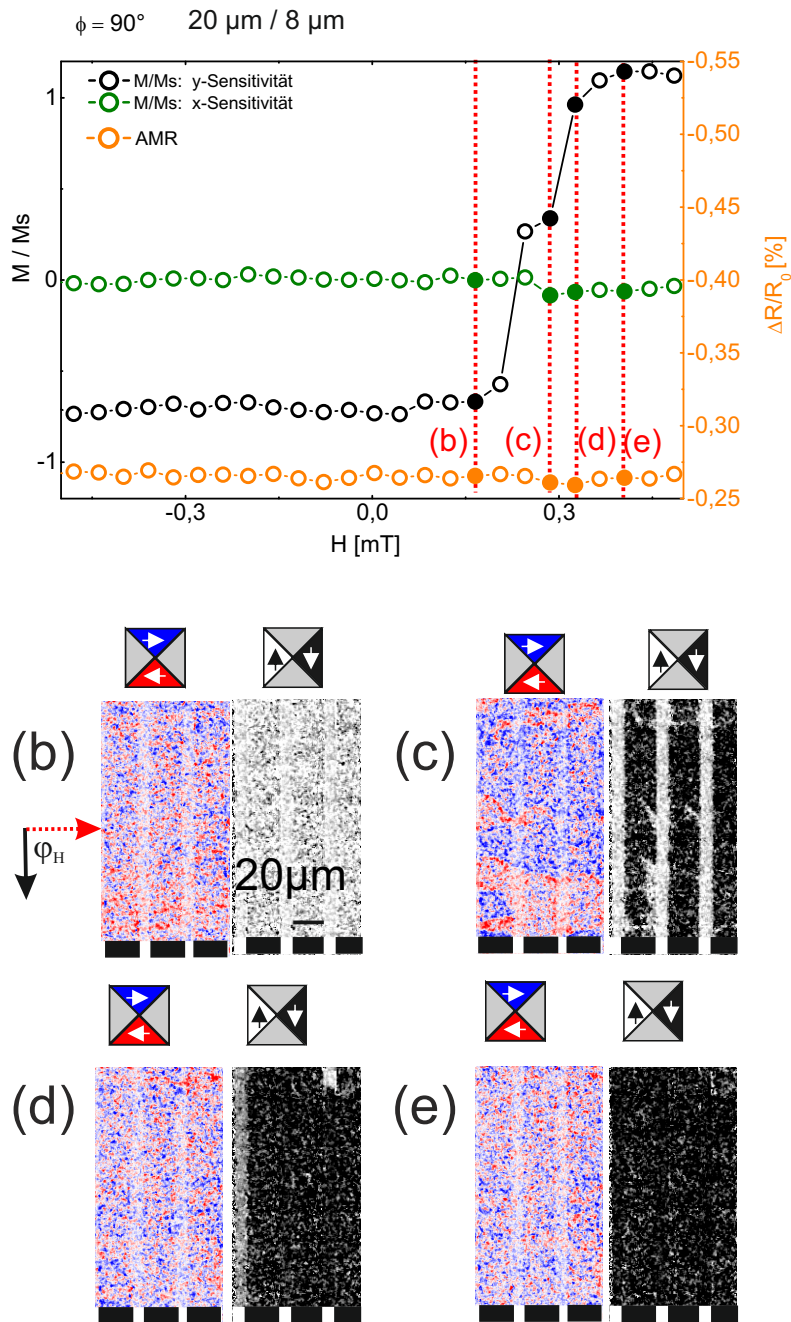 ϕ = 90° 20 µm / 8 µm
M/Ms: y-Sensitivität
M/Ms: x-Sensitivität
AMR
M / Ms
1
0
-1
-0,55
-0,50
-0,45
-0,40
-0,35
-0,30
-0,25
ΔR/R0 [%]
(b) (c) (d) (e)
-0,3 0,0 0,3
H [mT]
(b) (c)
φH
20µm
(d) (e)